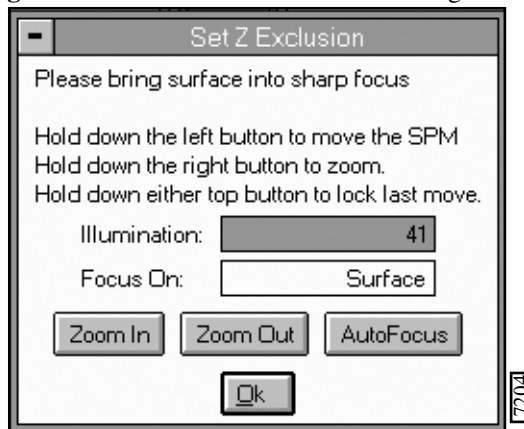 Set Z Exclusion
Please bring surface into sharp focus
Hold down the left button to move the SPM
Hold down the right button to zoom.
Hold down either top button to lock last move.
Illumination: 41
Focus On: Surface
Zoom In Zoom Out AutoFocus
Ok
7204